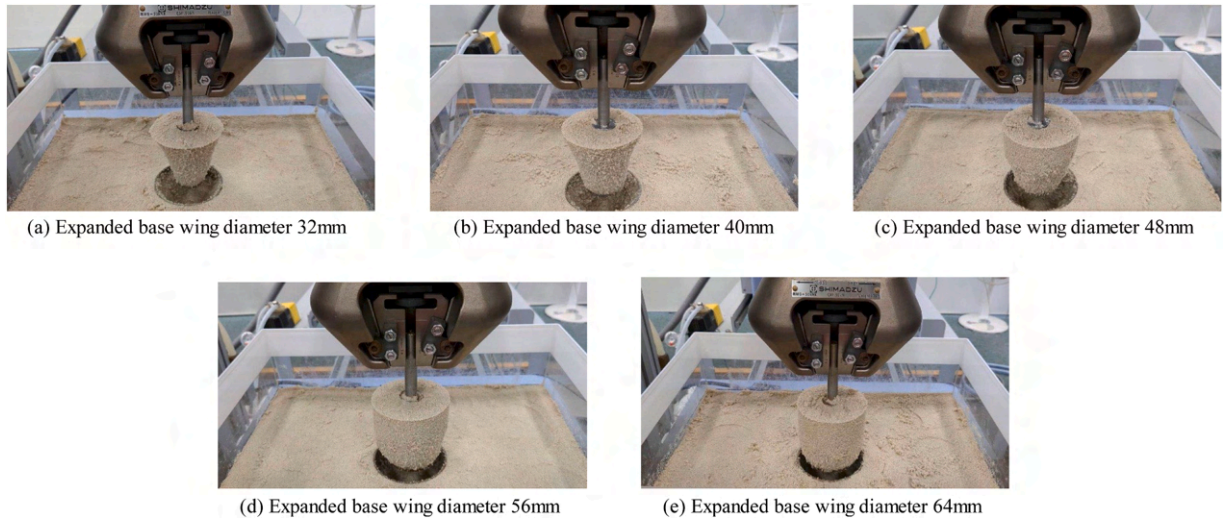 SHIMADZU
(a) Expanded base wing diameter 32mm
(b) Expanded base wing diameter 40mm
(c) Expanded base wing diameter 48mm
SHIMADZU
(d) Expanded base wing diameter 56mm
(e) Expanded base wing diameter 64mm